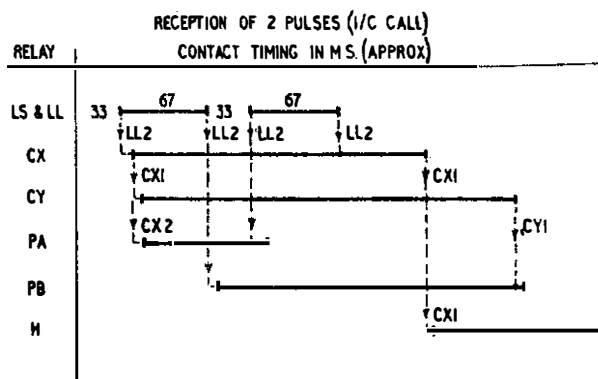 RECEPTION OF 2 PULSES (I/C CALL)
RELAY CONTACT TIMING IN M S. (APPROX)
LS & LL 33 67 33 67
LL2 LL2 LL2 LL2
CX
CX1 CX1
CY
CX2 CY1
PA
PB
CX1
H